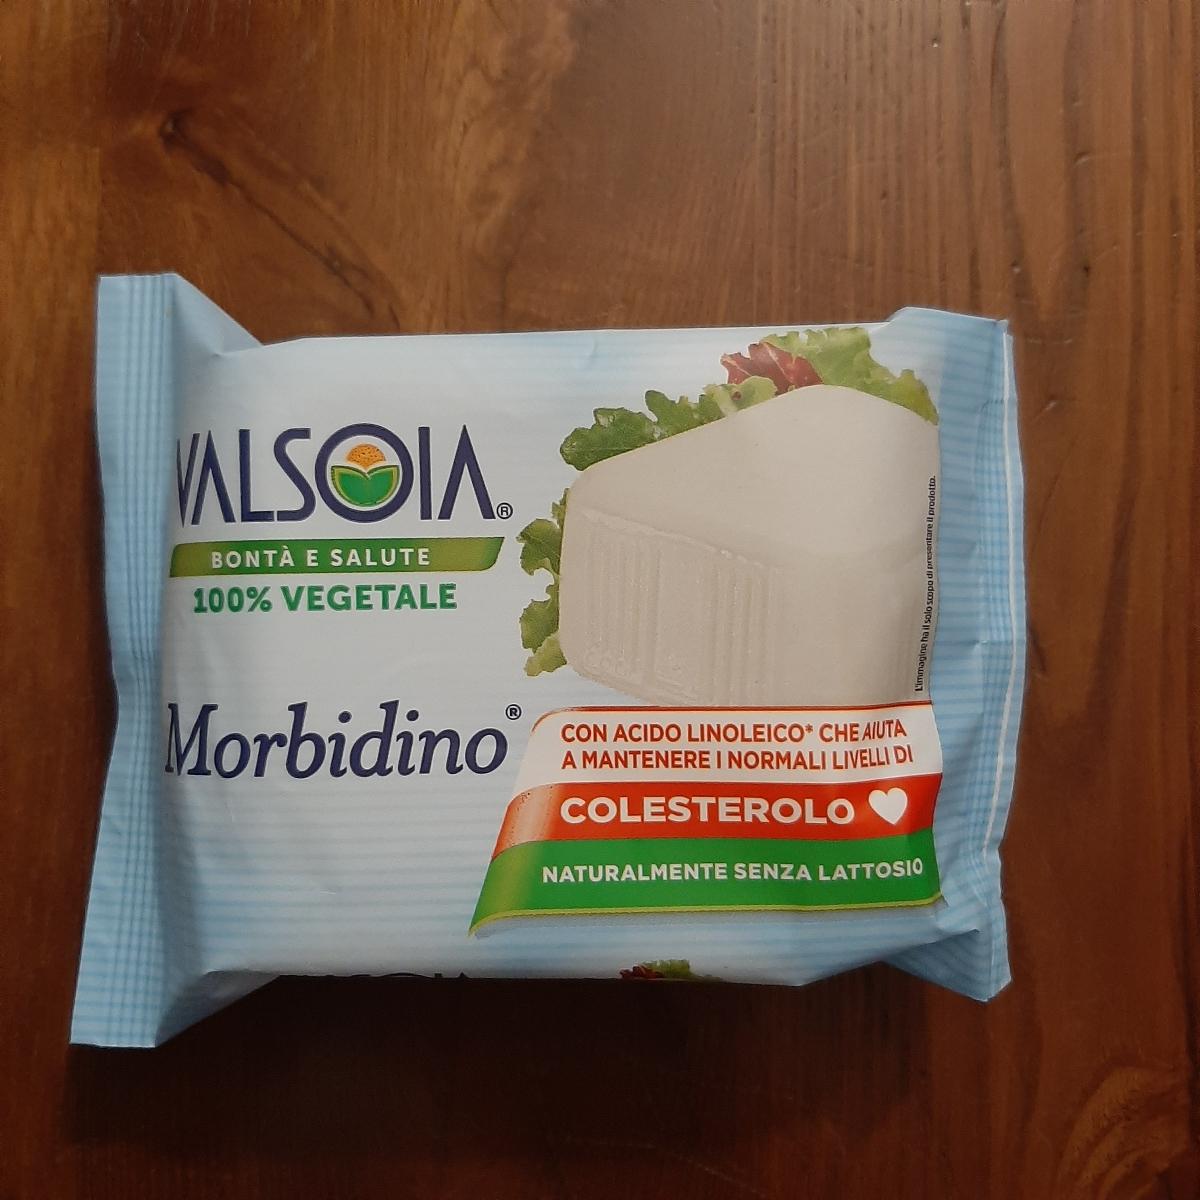 VALSOIA®
BONTÀ E SALUTE
100% VEGETALE
Morbidino®
L'immagine ha il solo scopo di presentare il prodotto.
CON ACIDO LINOLEICO* CHE AIUTA
A MANTENERE I NORMALI LIVELLI DI
COLESTEROLO
NATURALMENTE SENZA LATTOSIO